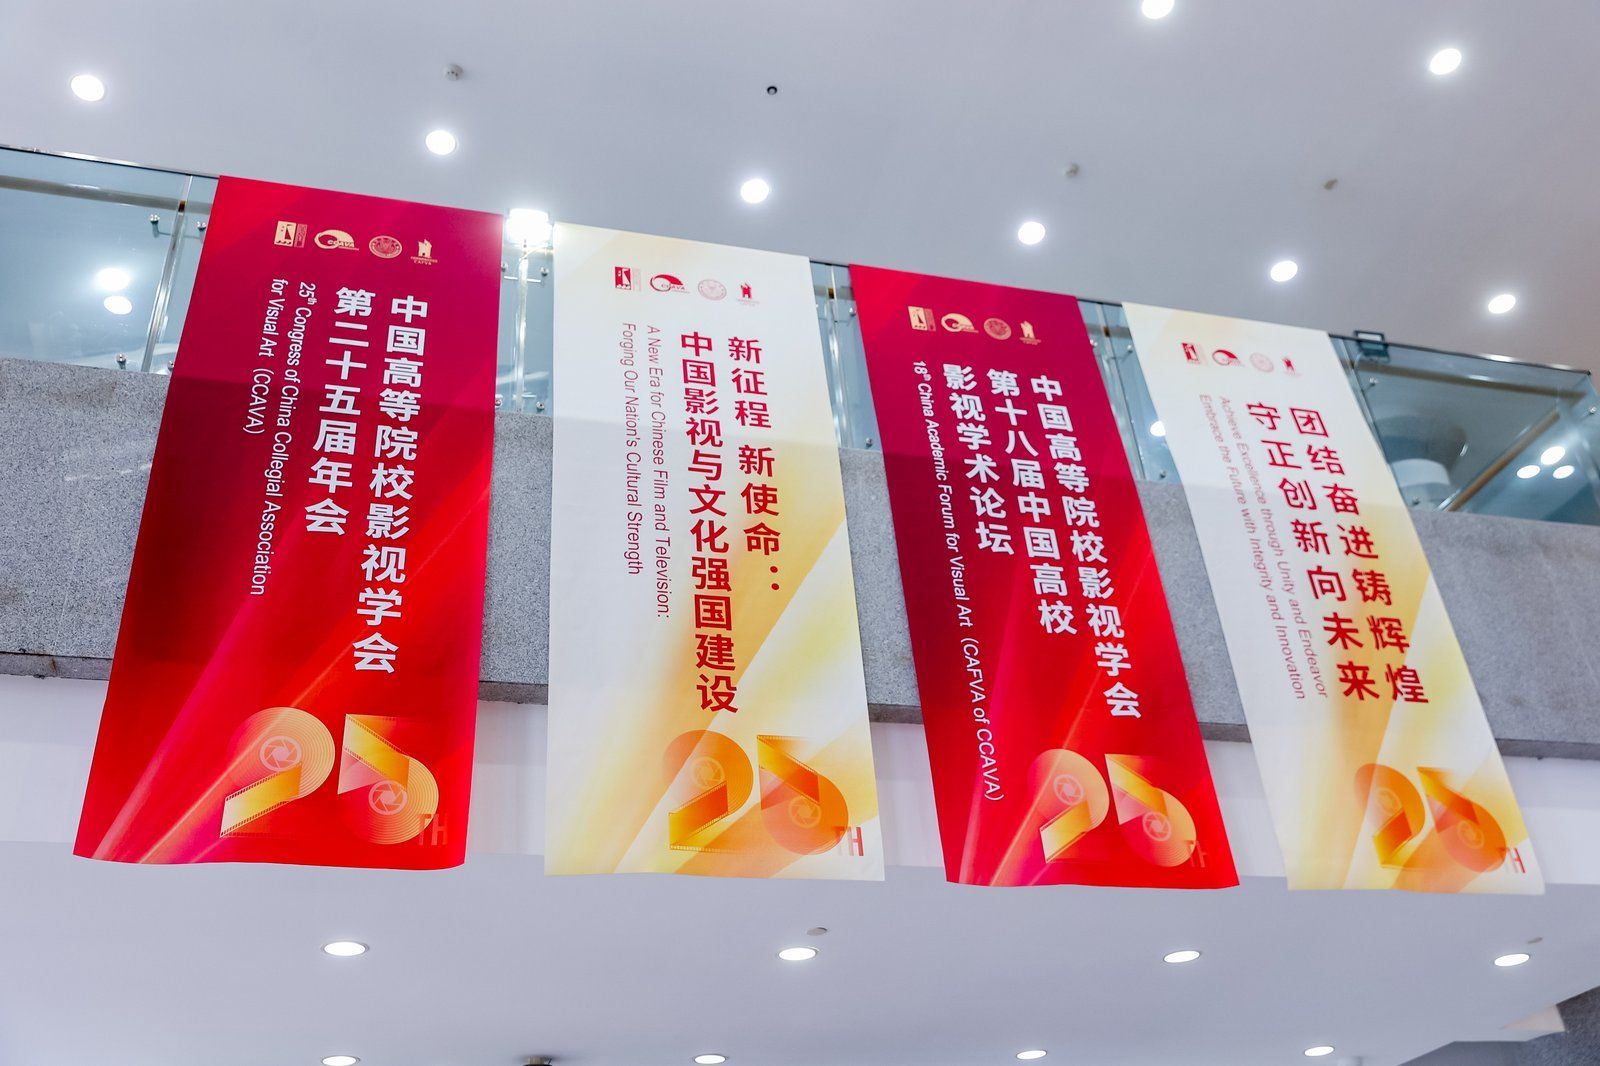 中国高等院校影视学会
第二十五届年会
25th Congress of China Collegial Association
for Visual Art（CCAVA）
25TH
新征程 新使命：
中国影视与文化强国建设
A New Era for Chinese Film and Television:
Forging Our Nation's Cultural Strength
25TH
中国高等院校影视学会
第十八届中国高校
影视学术论坛
18th China Academic Forum for Visual Art（CAFVA of CCAVA）
25TH
团结奋进铸辉煌
守正创新向未来
Achieve Excellence through Unity and Endeavor
Embrace the Future with Integrity and Innovation
25TH